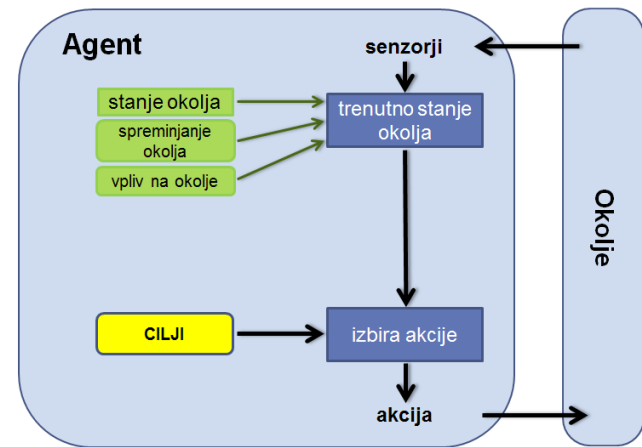 Agent
senzorji
stanje okolja
spreminjanje
okolja
vpliv na okolje
trenutno stanje
okolja
Okolje
CILJI
izbira akcije
akcija